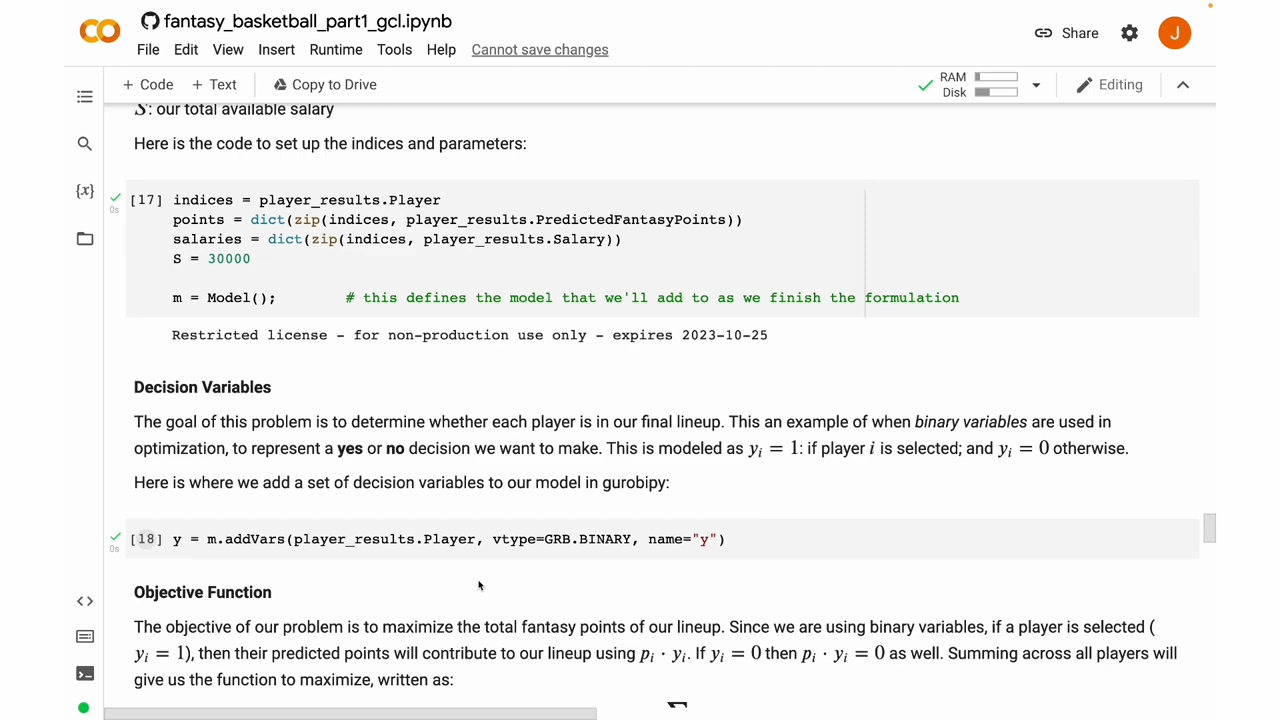 fantasy_basketball_part1_gcl.ipynb
File Edit View Insert Runtime Tools Help Cannot save changes
Share
J
+ Code + Text Copy to Drive
RAM
Disk
Editing
S: our total available salary
Here is the code to set up the indices and parameters:
{x}
[17] indices = player_results.Player
0s
points = dict(zip(indices, player_results.PredictedFantasyPoints))
salaries = dict(zip(indices, player_results.Salary))
S = 30000
m = Model(); # this defines the model that we'll add to as we finish the formulation
Restricted license - for non-production use only - expires 2023-10-25
Decision Variables
The goal of this problem is to determine whether each player is in our final lineup. This an example of when binary variables are used in
optimization, to represent a yes or no decision we want to make. This is modeled as yᵢ = 1: if player i is selected; and yᵢ = 0 otherwise.
Here is where we add a set of decision variables to our model in gurobipy:
[18] y = m.addVars(player_results.Player, vtype=GRB.BINARY, name="y")
0s
Objective Function
The objective of our problem is to maximize the total fantasy points of our lineup. Since we are using binary variables, if a player is selected (
yᵢ = 1), then their predicted points will contribute to our lineup using pᵢ · yᵢ. If yᵢ = 0 then pᵢ · yᵢ = 0 as well. Summing across all players will
give us the function to maximize, written as: